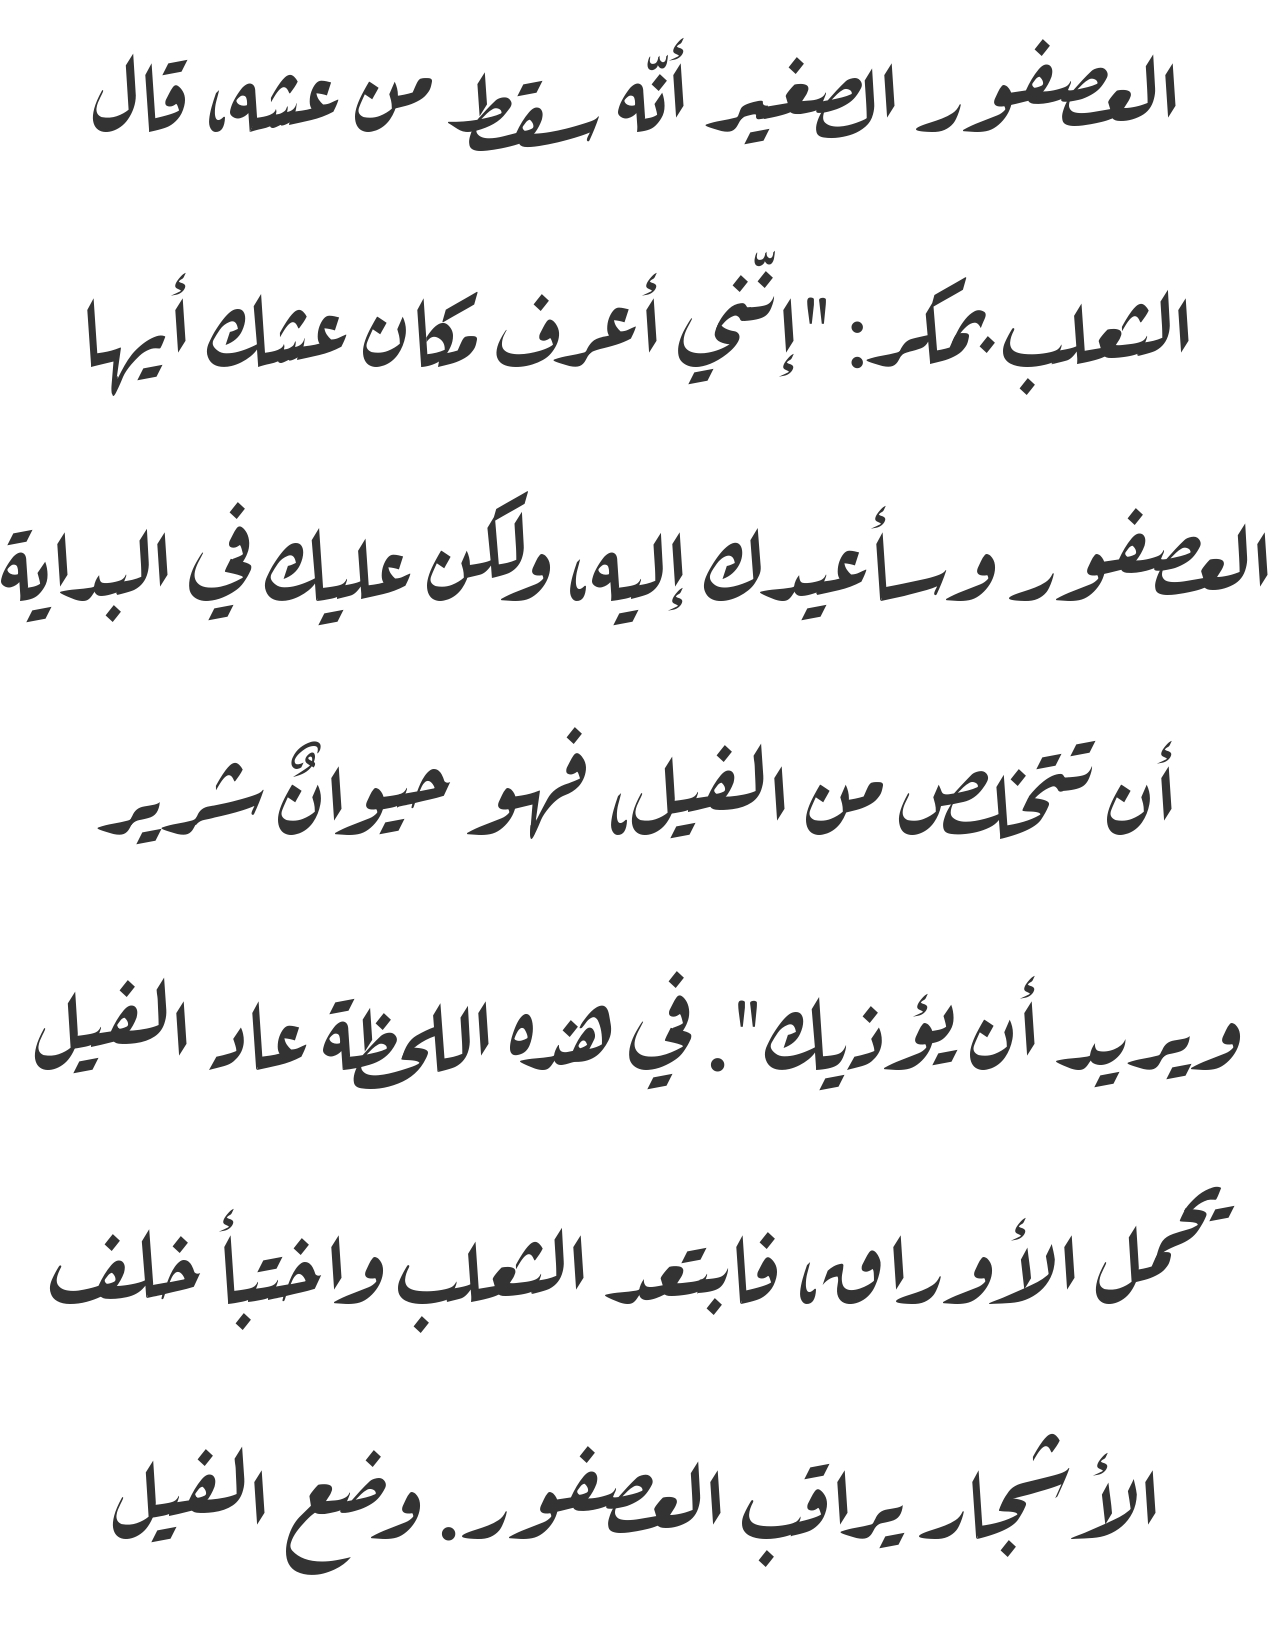 العصفور الصغير أنّه سقط من عشه، قال
الثعلب بمكر: "إنّني أعرف مكان عشك أيها
العصفور وسأعيدك إليه، ولكن عليك في البداية
أن تتخلص من الفيل، فهو حيوانٌ شرير
ويريد أن يؤذيك". في هذه اللحظة عاد الفيل
يحمل الأوراق، فابتعد الثعلب واختبأ خلف
الأشجار يراقب العصفور. وضع الفيل